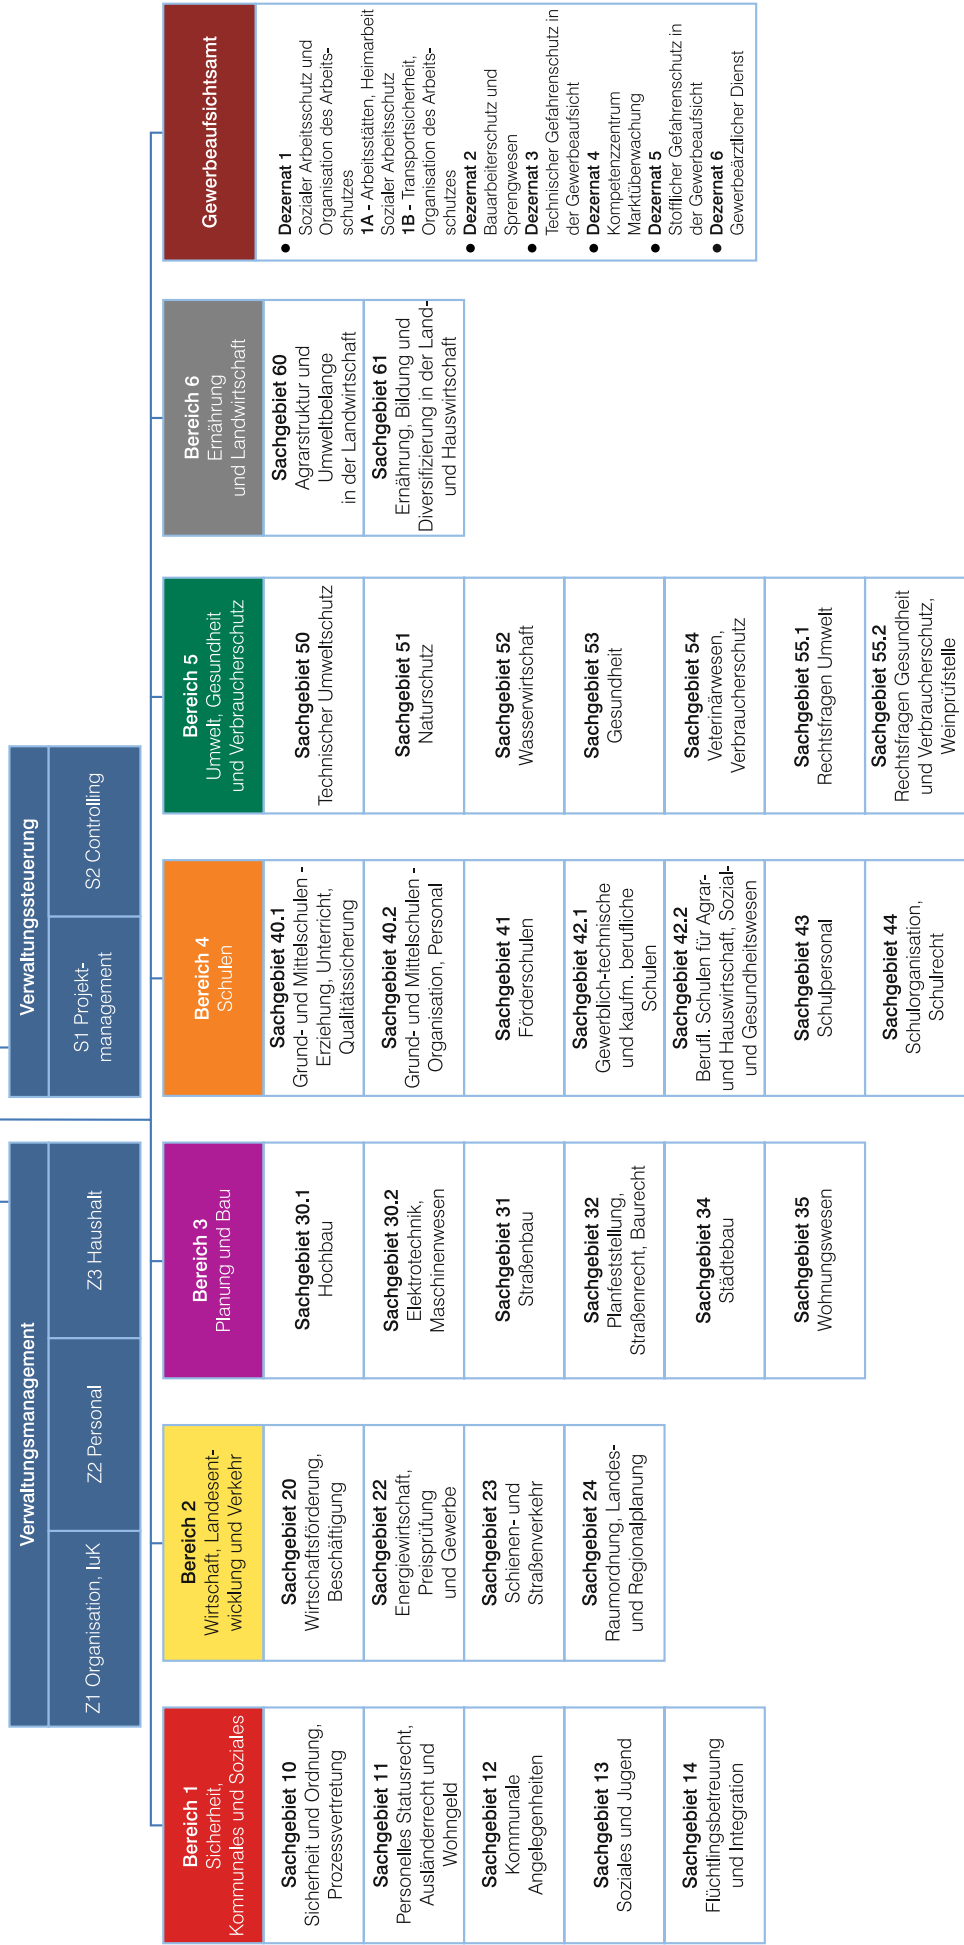 Verwaltungsmanagement
Z1 Organisation, IuK
Z2 Personal
Z3 Haushalt
Verwaltungssteuerung
S1 Projekt-
management
S2 Controlling
Bereich 1
Sicherheit,
Kommunales und Soziales
Sachgebiet 10
Sicherheit und Ordnung,
Prozessvertretung
Sachgebiet 11
Personelles Statusrecht,
Ausländerrecht und
Wohngeld
Sachgebiet 12
Kommunale
Angelegenheiten
Sachgebiet 13
Soziales und Jugend
Sachgebiet 14
Flüchtlingsbetreuung
und Integration
Bereich 2
Wirtschaft, Landesent-
wicklung und Verkehr
Sachgebiet 20
Wirtschaftsförderung,
Beschäftigung
Sachgebiet 22
Energiewirtschaft,
Preisprüfung
und Gewerbe
Sachgebiet 23
Schienen- und
Straßenverkehr
Sachgebiet 24
Raumordnung, Landes-
und Regionalplanung
Bereich 3
Planung und Bau
Sachgebiet 30.1
Hochbau
Sachgebiet 30.2
Elektrotechnik,
Maschinenwesen
Sachgebiet 31
Straßenbau
Sachgebiet 32
Planfestellung,
Straßenrecht, Baurecht
Sachgebiet 34
Städtebau
Sachgebiet 35
Wohnungswesen
Bereich 4
Schulen
Sachgebiet 40.1
Grund- und Mittelschulen -
Erziehung, Unterricht,
Qualitätssicherung
Sachgebiet 40.2
Grund- und Mittelschulen -
Organisation, Personal
Sachgebiet 41
Förderschulen
Sachgebiet 42.1
Gewerblich-technische
und kaufm. berufliche
Schulen
Sachgebiet 42.2
Berufl. Schulen für Agrar-
und Hauswirtschaft, Sozial-
und Gesundheitswesen
Sachgebiet 43
Schulpersonal
Sachgebiet 44
Schulorganisation,
Schulrecht
Bereich 5
Umwelt, Gesundheit
und Verbraucherschutz
Sachgebiet 50
Technischer Umweltschutz
Sachgebiet 51
Naturschutz
Sachgebiet 52
Wasserwirtschaft
Sachgebiet 53
Gesundheit
Sachgebiet 54
Veterinärwesen,
Verbraucherschutz
Sachgebiet 55.1
Rechtsfragen Umwelt
Sachgebiet 55.2
Rechtsfragen Gesundheit
und Verbraucherschutz,
Weinprüfstelle
Bereich 6
Ernährung
und Landwirtschaft
Sachgebiet 60
Agrarstruktur und
Umweltbelange
in der Landwirtschaft
Sachgebiet 61
Ernährung, Bildung und
Diversifizierung in der Land-
und Hauswirtschaft
Gewerbeaufsichtsamt
● Dezernat 1
Sozialer Arbeitsschutz und
Organisation des Arbeits-
schutzes
1A - Arbeitsstätten, Heimarbeit
Sozialer Arbeitsschutz
1B - Transportsicherheit,
Organisation des Arbeits-
schutzes
● Dezernat 2
Bauarbeiterschutz und
Sprengwesen
● Dezernat 3
Technischer Gefahrenschutz in
der Gewerbeaufsicht
● Dezernat 4
Kompetenzzentrum
Marktüberwachung
● Dezernat 5
Stofflicher Gefahrenschutz in
der Gewerbeaufsicht
● Dezernat 6
Gewerbeärztlicher Dienst